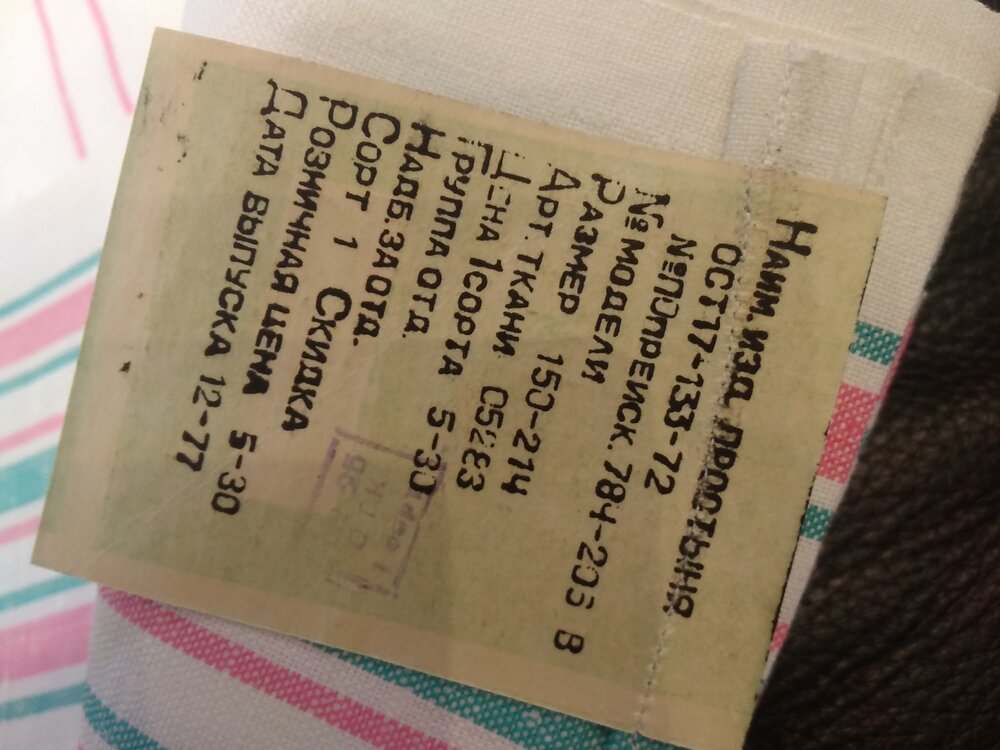 Наим. изд. простыня
ОСТ17-133-72
№ по прейск. 784-205 В
№ модели
Размер 150-214
Арт. ткани 05283
Цена 1 сорта 5-30
Группа отд.
Надб. за отд.
Сорт 1 Скидка
Розничная цена 5-30
Дата выпуска 12-77